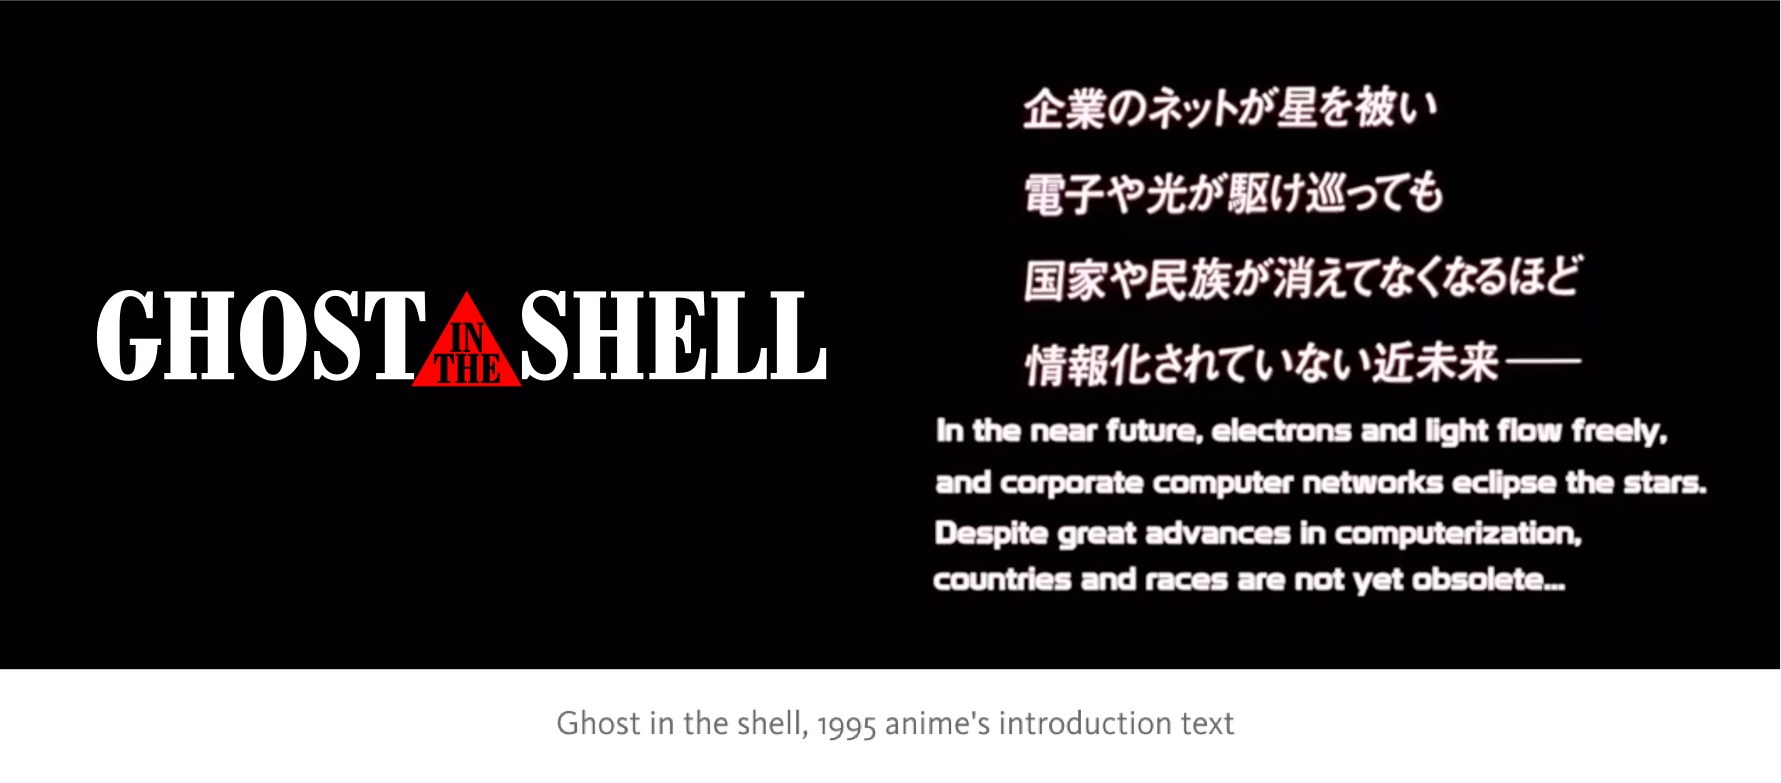 GHOST IN THE SHELL
企業のネットが星を被い
電子や光が駆け巡っても
国家や民族が消えてなくなるほど
情報化されていない近未来――
In the near future, electrons and light flow freely,
and corporate computer networks eclipse the stars.
Despite great advances in computerization,
countries and races are not yet obsolete...
Ghost in the shell, 1995 anime's introduction text